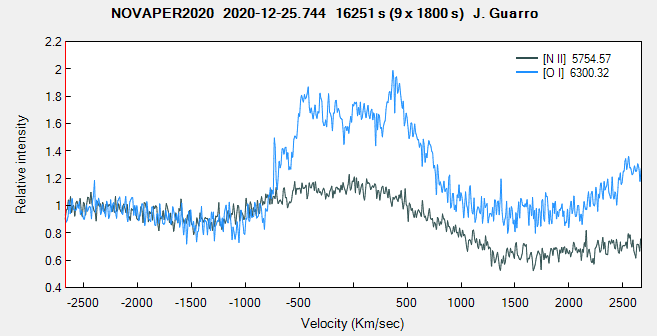 NOVAPER2020 2020-12-25.744 16251 s (9 x 1800 s) J. Guarro
2.2
2
1.8
1.6
1.4
1.2
1
0.8
0.6
0.4
Relative intensity
[N II] 5754.57
[O I] 6300.32
-2500 -2000 -1500 -1000 -500 500 1000 1500 2000 2500
Velocity (Km/sec)